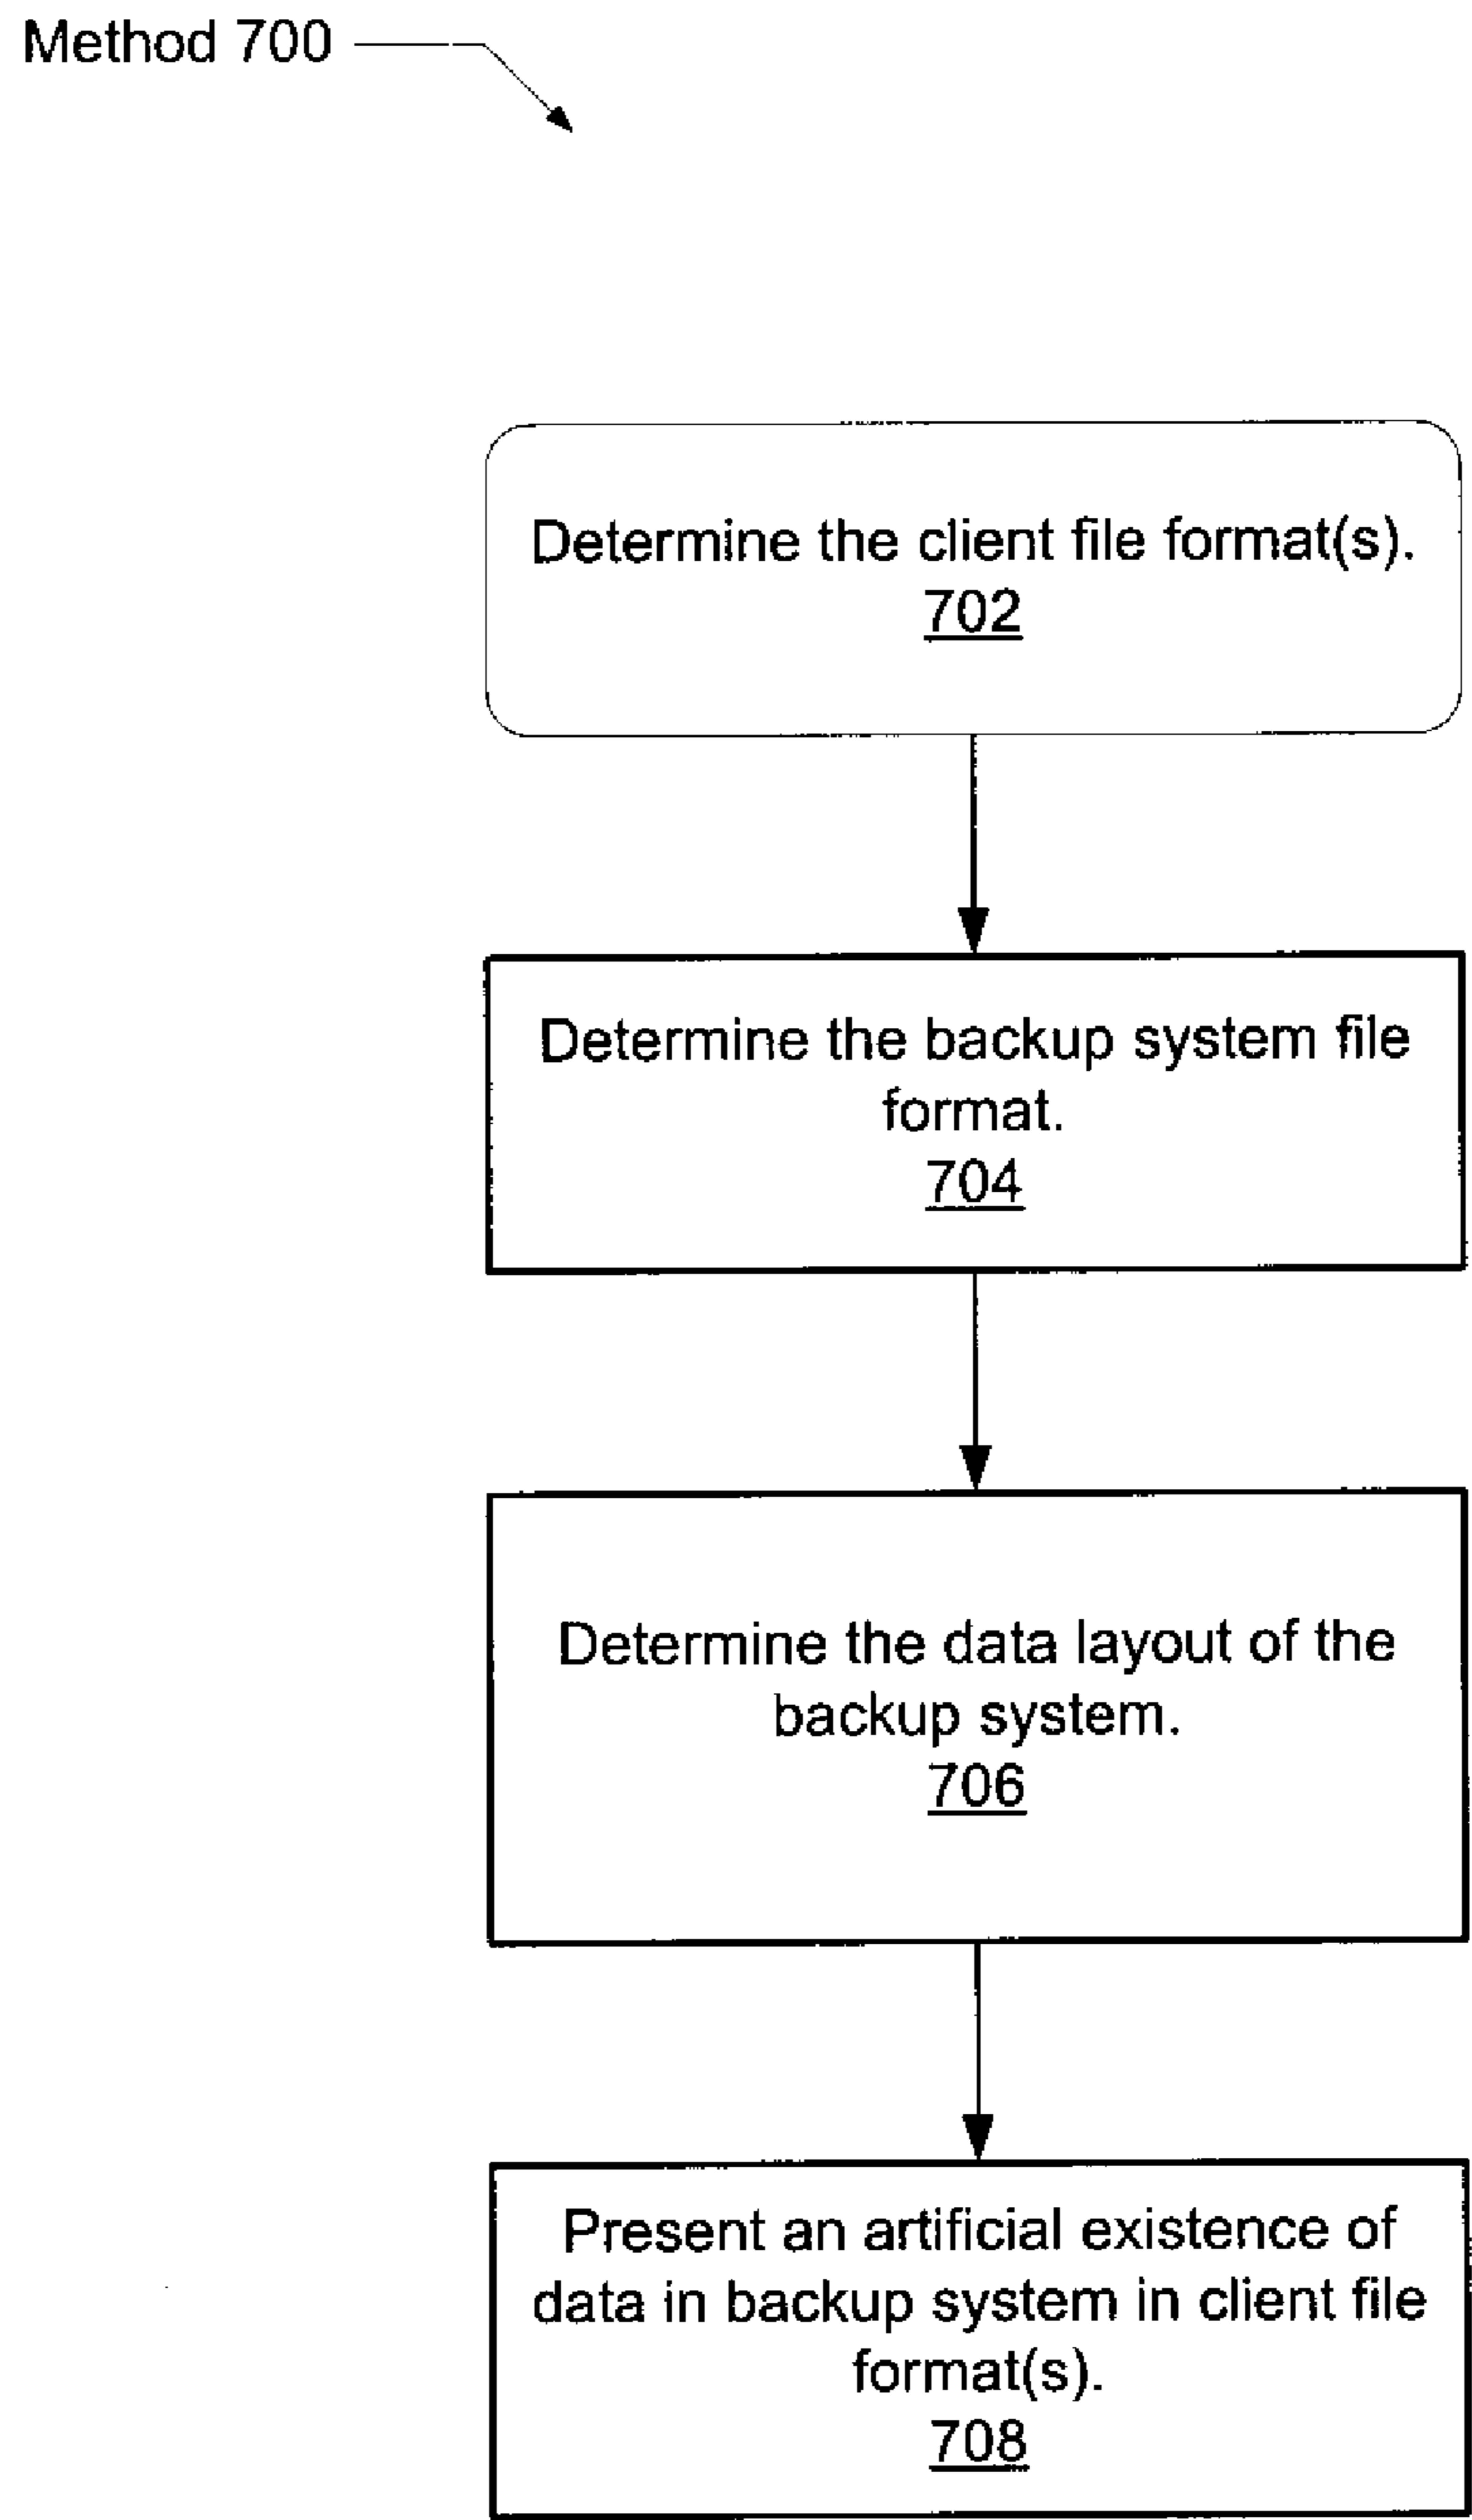 Method 700
Determine the client file format(s).
702
Determine the backup system file
format.
704
Determine the data layout of the
backup system.
706
Present an artificial existence of
data in backup system in client file
format(s).
708